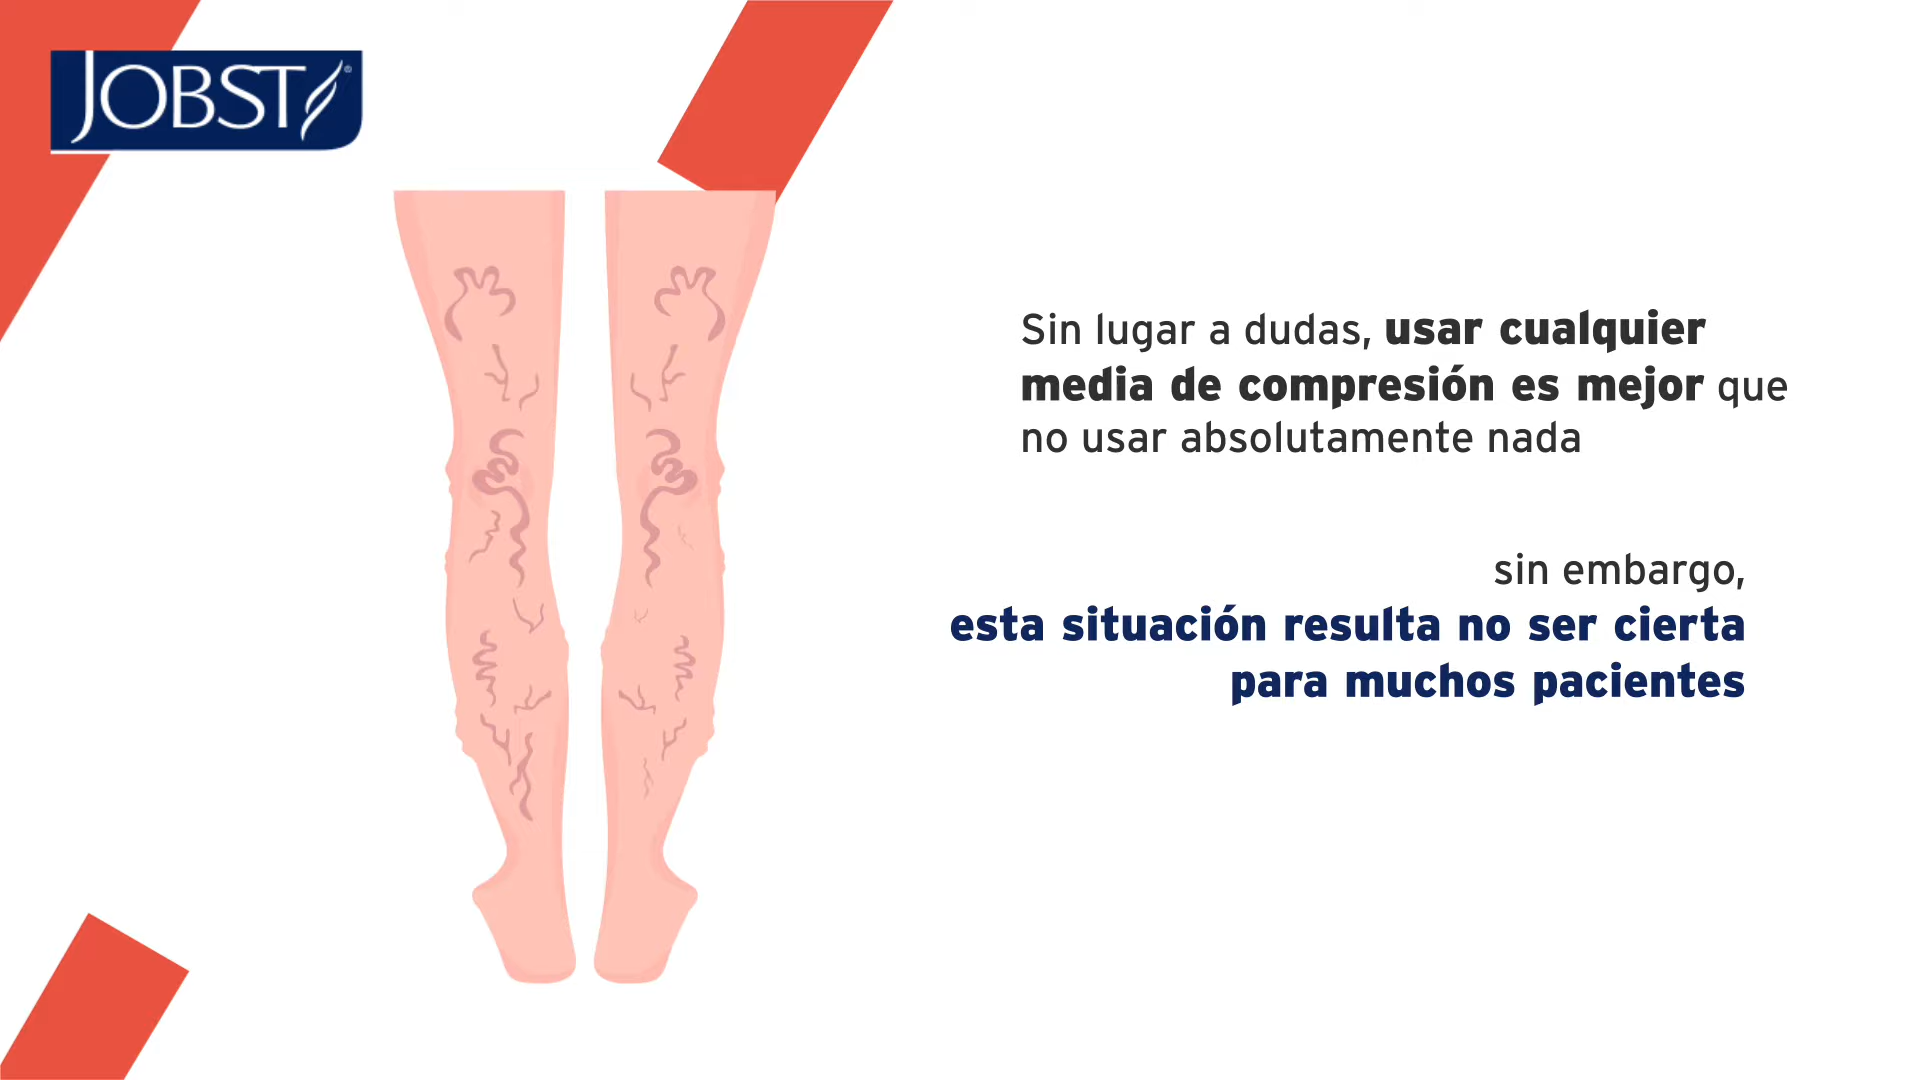 JOBST®
Sin lugar a dudas, usar cualquier
media de compresión es mejor que
no usar absolutamente nada
sin embargo,
esta situación resulta no ser cierta
para muchos pacientes